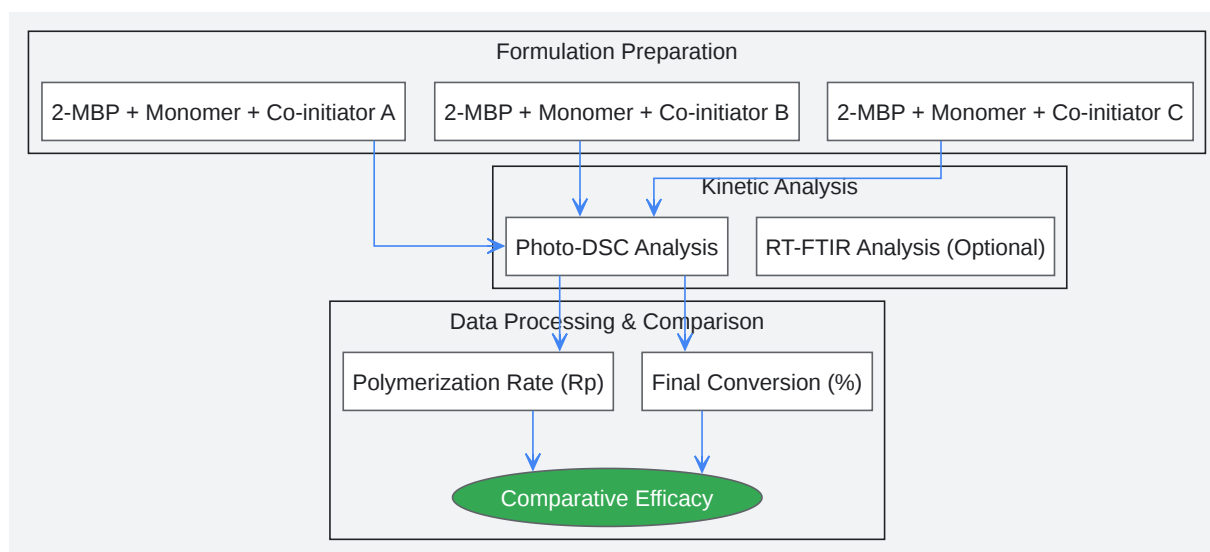 Formulation Preparation
2-MBP + Monomer + Co-initiator A
2-MBP + Monomer + Co-initiator B
2-MBP + Monomer + Co-initiator C
Kinetic Analysis
Photo-DSC Analysis
RT-FTIR Analysis (Optional)
Data Processing & Comparison
Polymerization Rate (Rp)
Final Conversion (%)
Comparative Efficacy